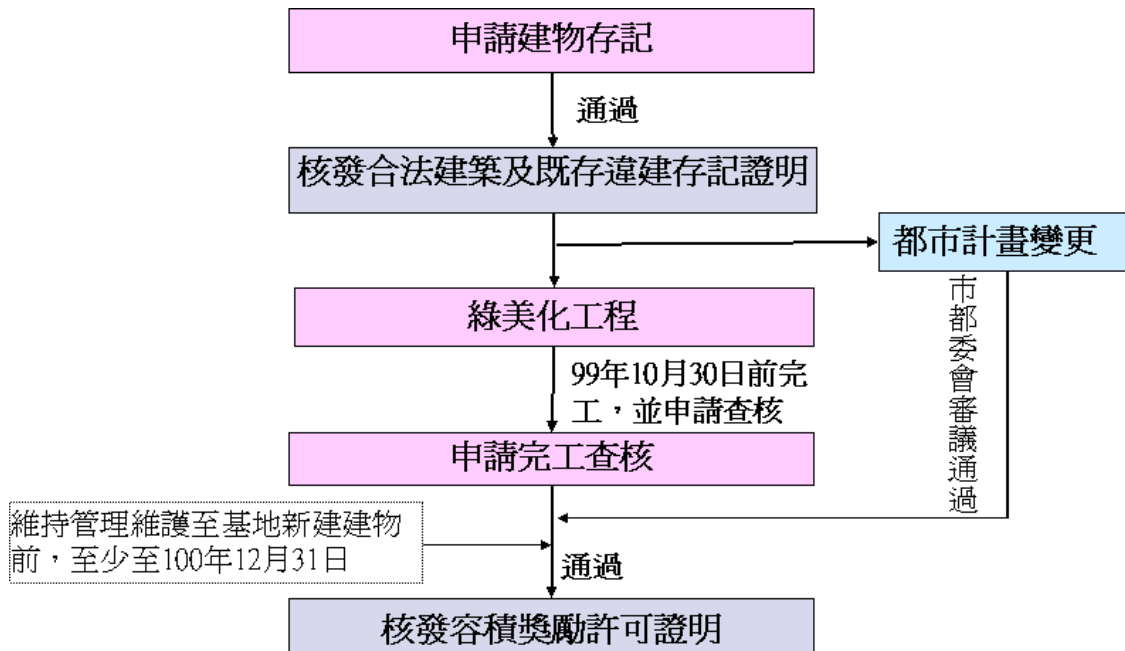 申請建物存記
通過
核發合法建築及既存違建存記證明
都市計畫變更
市都委會審議通過
綠美化工程
99年10月30日前完
工，並申請查核
申請完工查核
維持管理維護至基地新建建物
前，至少至100年12月31日
通過
核發容積獎勵許可證明